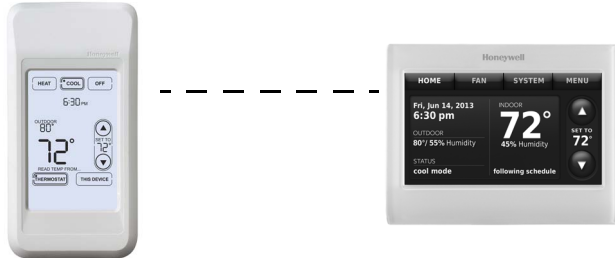 Honeywell
HEAT COOL OFF
6:30 PM
OUTDOOR
80°
72°
SET TO
72°
READ TEMP FROM...
THERMOSTAT THIS DEVICE
Honeywell
HOME FAN SYSTEM MENU
Fri, Jun 14, 2013
6:30 pm
OUTDOOR
80°/ 55% Humidity
STATUS
cool mode
INDOOR
72°
45% Humidity
following schedule
SET TO
72°